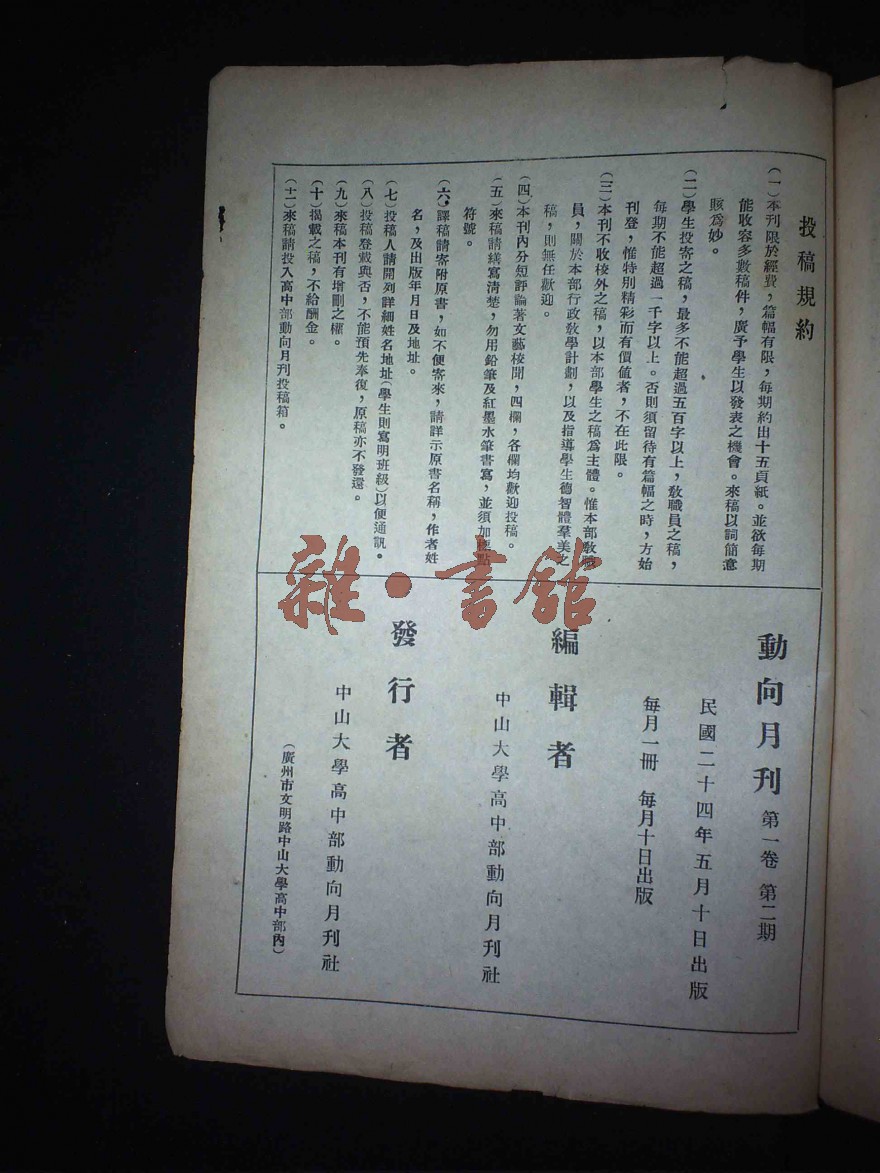 投稿規約
(一)本刊限於經費，篇幅有限，每期約出十五頁紙。並欲每期
能收容多數稿件，廣予學生以發表之機會。來稿以詞簡意
賅爲妙。
(二)學生投寄之稿，最多不能超過五百字以上，教職員之稿，
每期不能超過一千字以上。否則須留待有篇幅之時，方始
刊登，惟特別精彩而有價値者，不在此限。
(三)本刊不收校外之稿，以本部學生之稿爲主體。惟本部教職
員，關於本部行政教學計劃，以及指導學生德智體羣美之
稿，則無任歡迎。
(四)本刊內分短評論著文藝校聞，四欄，各欄均歡迎投稿。
(五)來稿請繕寫清楚，勿用鉛筆及紅墨水筆書寫，並須加標點
符號。
(六)譯稿請寄附原書，如不便寄來，請詳示原書名稱，作者姓
名，及出版年月日及地址。
(七)投稿人請開列詳細姓名地址(學生則寫明班級)以便通訊。
(八)投稿登載與否，不能預先奉復，原稿亦不發還。
(九)來稿本刊有增刪之權。
(十)揭載之稿，不給酬金。
(十一)來稿請投入高中部動向月刊投稿箱。
動向月刊 第一卷 第二期
民國二十四年五月十日出版
每月一冊 每月十日出版
編輯者
中山大學高中部動向月刊社
發行者
中山大學高中部動向月刊社
(廣州市文明路中山大學高中部內)
雜·書館